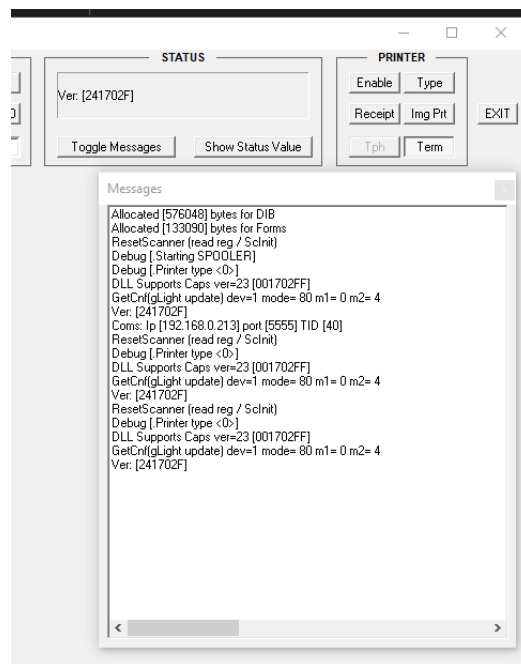 STATUS
Ver: [241702F]
Toggle Messages
Show Status Value
PRINTER
Enable
Type
Receipt
Img Prt
Tph
Term
EXIT
Messages
Allocated [576048] bytes for DIB
Allocated [133090] bytes for Forms
ResetScanner (read reg / ScInit)
Debug [.Starting SPOOLER]
Debug [.Printer type <0>]
DLL Supports Caps ver=23 [001702FF]
GetCnf(gLight update) dev=1 mode= 80 m1= 0 m2= 4
Ver: [241702F]
Coms: Ip [192.168.0.213] port [5555] TID [40]
ResetScanner (read reg / ScInit)
Debug [.Printer type <0>]
DLL Supports Caps ver=23 [001702FF]
GetCnf(gLight update) dev=1 mode= 80 m1= 0 m2= 4
Ver: [241702F]
ResetScanner (read reg / ScInit)
Debug [.Printer type <0>]
DLL Supports Caps ver=23 [001702FF]
GetCnf(gLight update) dev=1 mode= 80 m1= 0 m2= 4
Ver: [241702F]